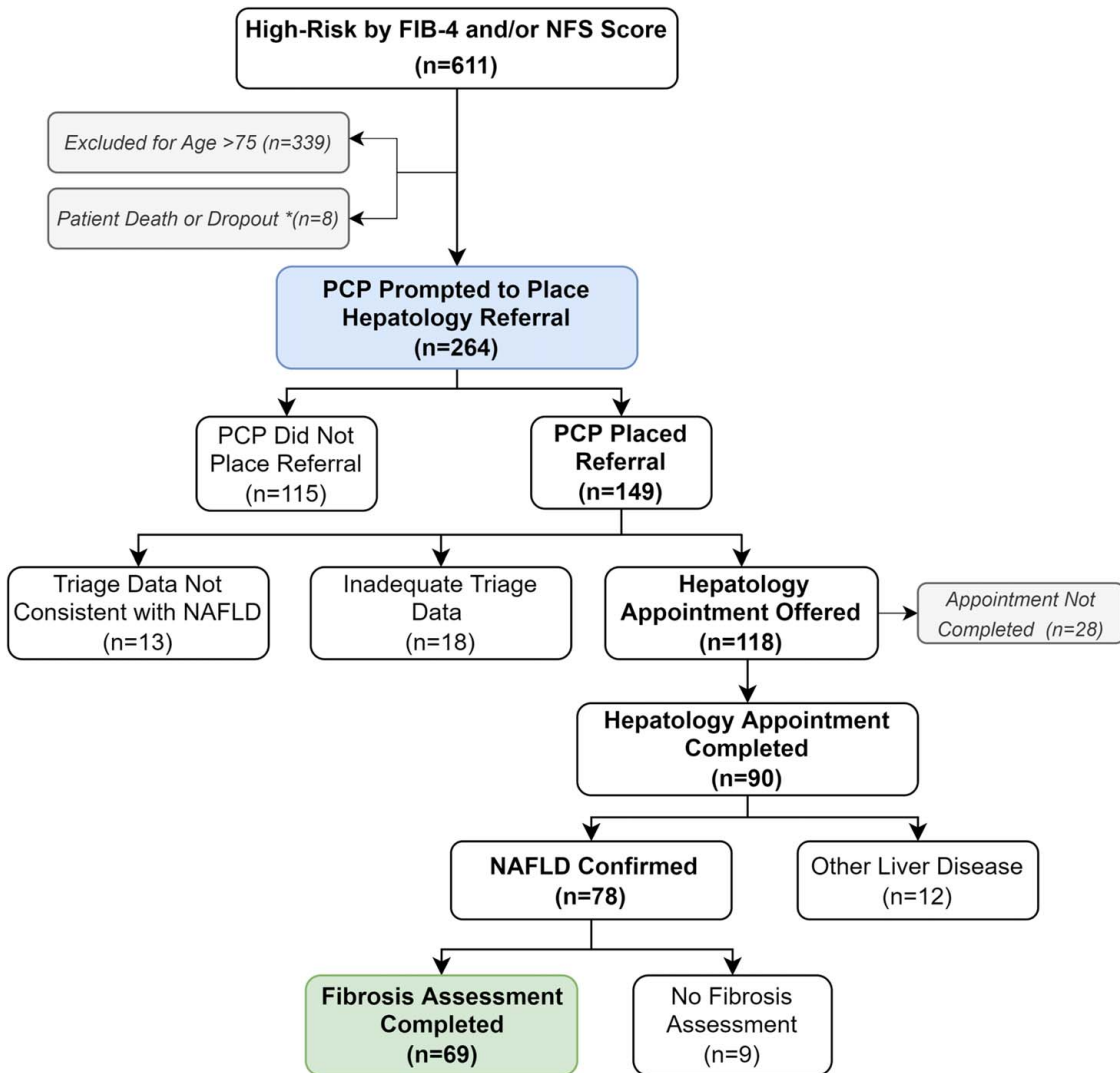 High-Risk by FIB-4 and/or NFS Score
(n=611)
Excluded for Age >75 (n=339)
Patient Death or Dropout *(n=8)
PCP Prompted to Place
Hepatology Referral
(n=264)
PCP Did Not
Place Referral
(n=115)
PCP Placed
Referral
(n=149)
Triage Data Not
Consistent with NAFLD
(n=13)
Inadequate Triage
Data
(n=18)
Hepatology
Appointment Offered
(n=118)
Appointment Not
Completed (n=28)
Hepatology Appointment
Completed
(n=90)
NAFLD Confirmed
(n=78)
Other Liver Disease
(n=12)
Fibrosis Assessment
Completed
(n=69)
No Fibrosis
Assessment
(n=9)